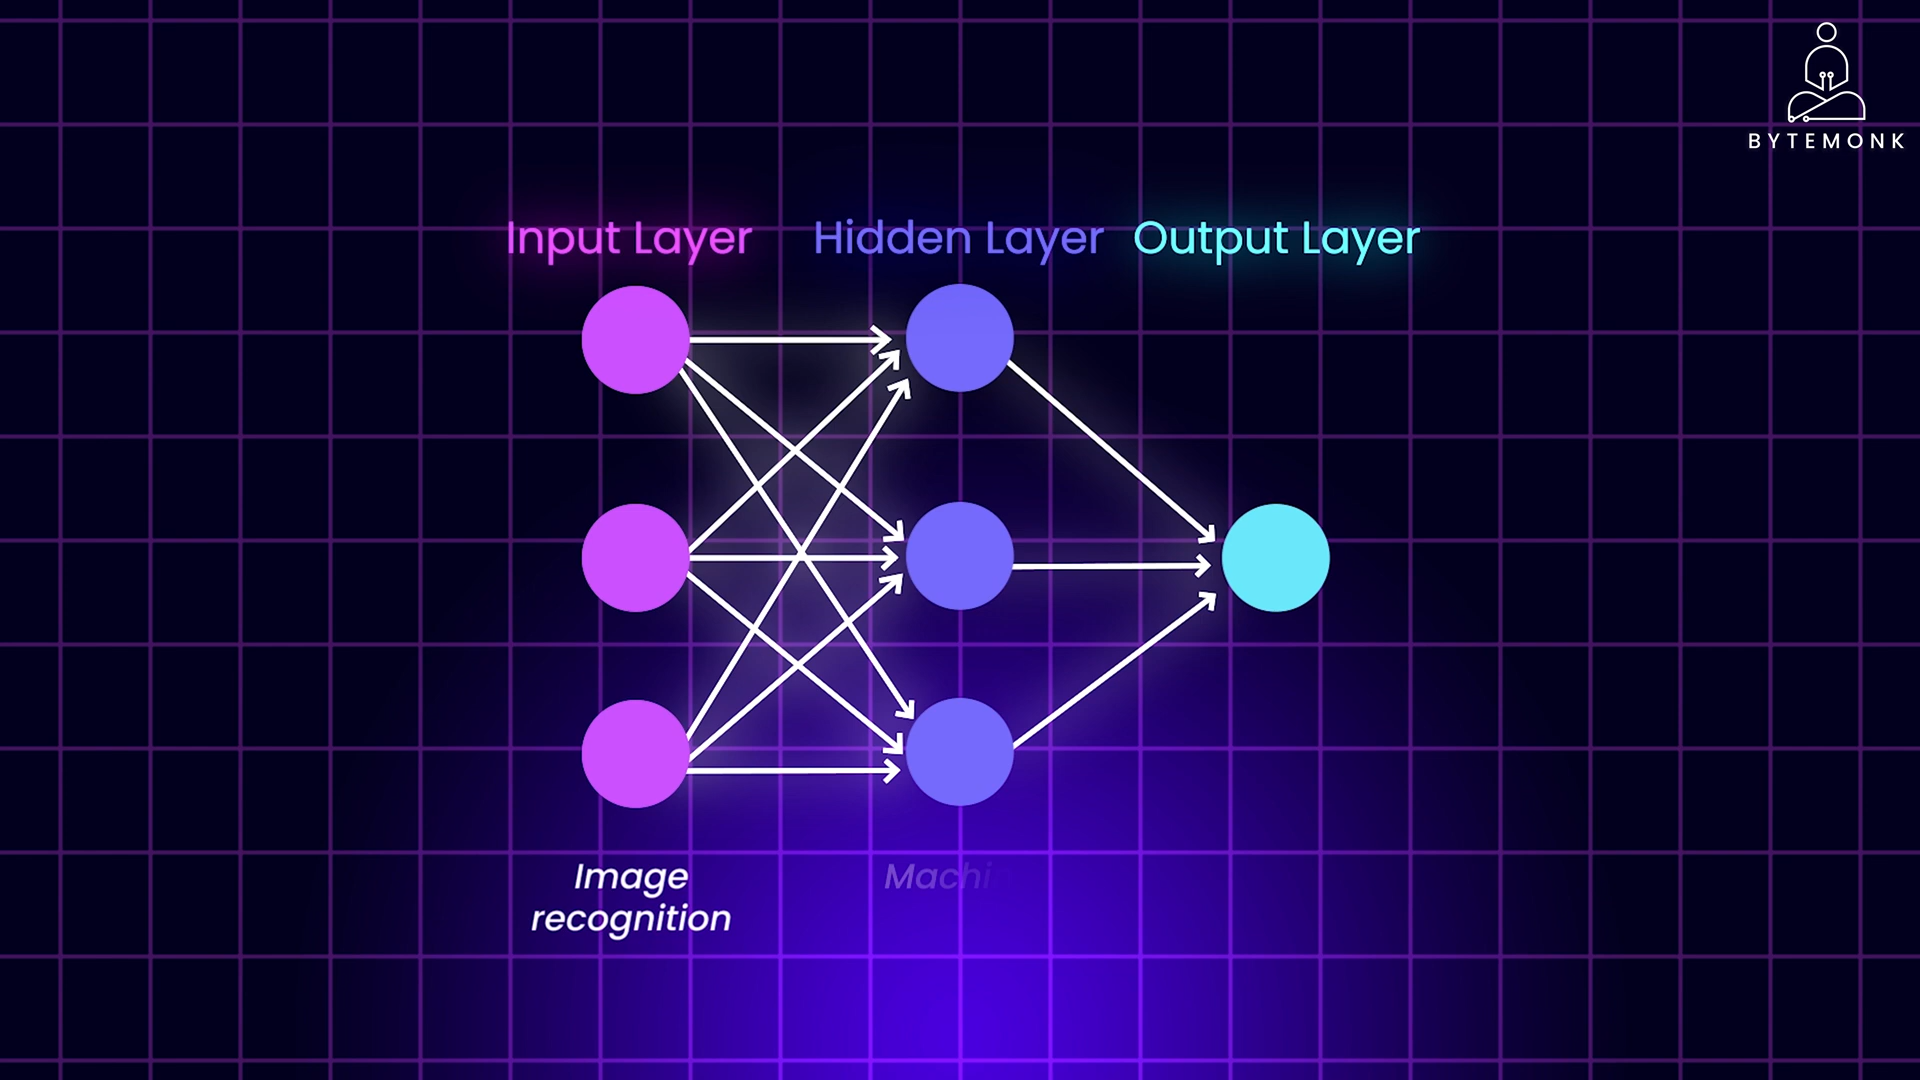 BYTEMONK
Input Layer Hidden Layer Output Layer
Image
recognition